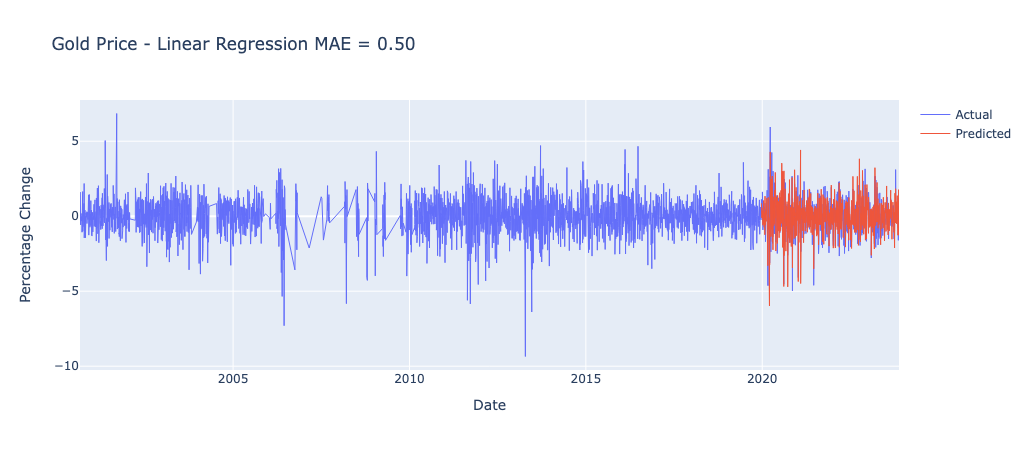 Gold Price - Linear Regression MAE = 0.50
Actual
Predicted
Percentage Change
5
0
−5
−10
2005
2010
2015
2020
Date